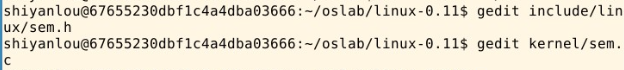 shiyanlou@67655230dbf1c4a4dba03666:~/oslab/linux-0.11$ gedit include/lin
ux/sem.h
shiyanlou@67655230dbf1c4a4dba03666:~/oslab/linux-0.11$ gedit kernel/sem.
c